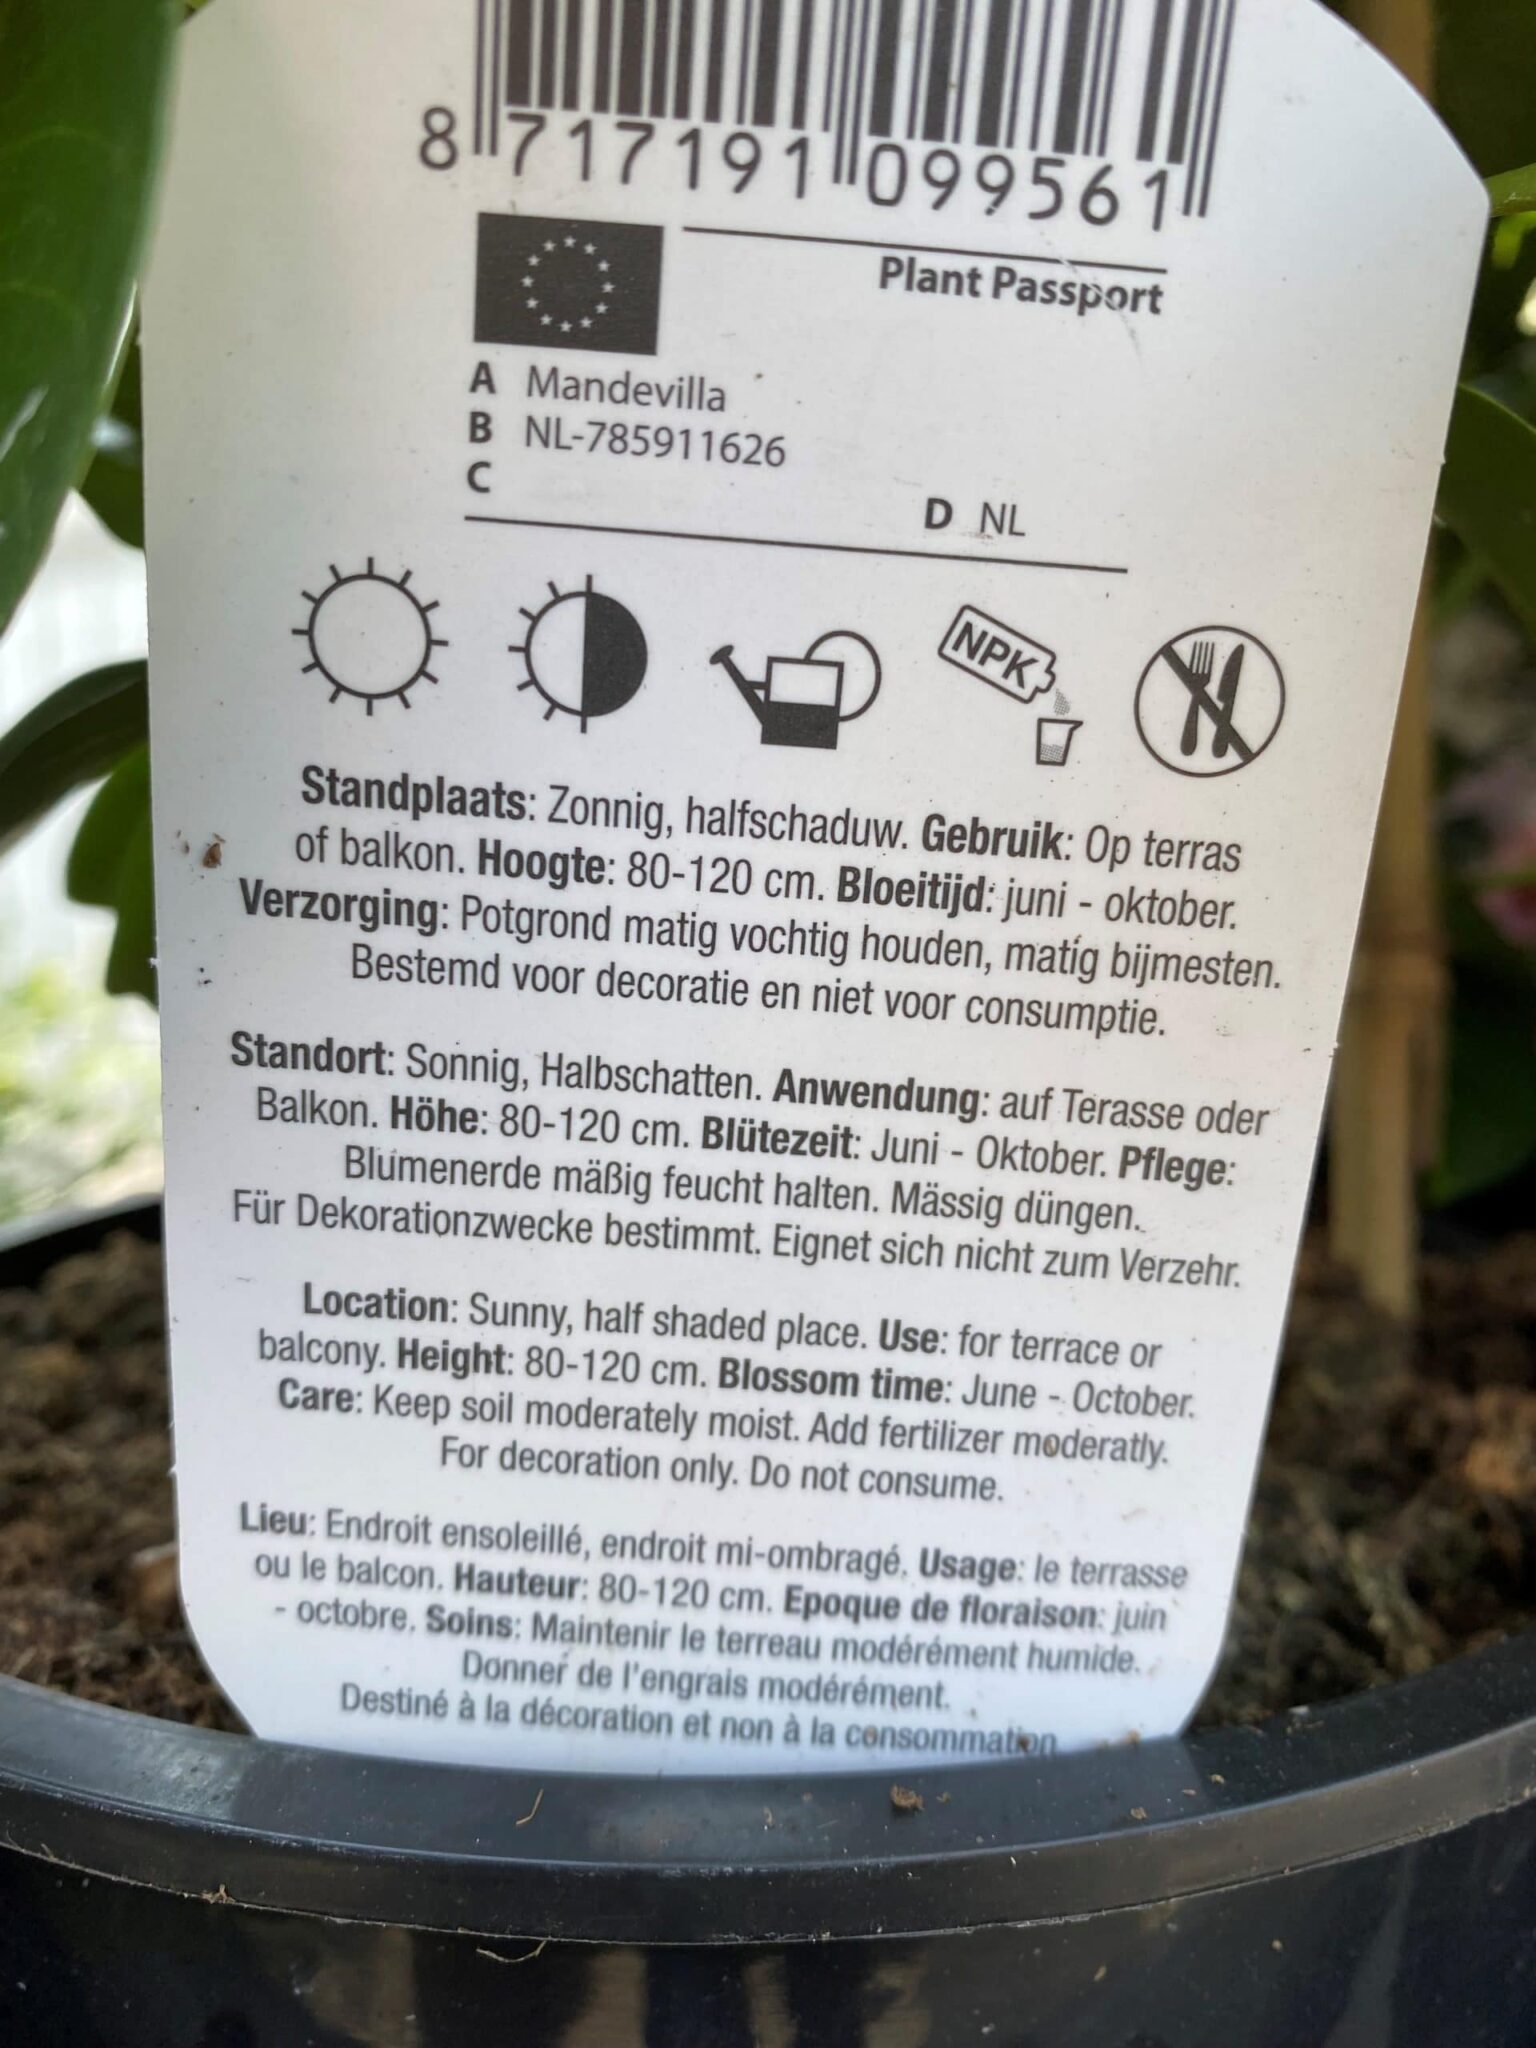 8 717191 099561
Plant Passport
A Mandevilla
B NL-785911626
C
D NL
NPK
Standplaats: Zonnig, halfschaduw. Gebruik: Op terras
of balkon. Hoogte: 80-120 cm. Bloeitijd: juni - oktober.
Verzorging: Potgrond matig vochtig houden, matig bijmesten.
Bestemd voor decoratie en niet voor consumptie.
Standort: Sonnig, Halbschatten. Anwendung: auf Terasse oder
Balkon. Höhe: 80-120 cm. Blütezeit: Juni - Oktober. Pflege:
Blumenerde mäßig feucht halten. Mässig düngen.
Für Dekorationzwecke bestimmt. Eignet sich nicht zum Verzehr.
Location: Sunny, half shaded place. Use: for terrace or
balcony. Height: 80-120 cm. Blossom time: June - October.
Care: Keep soil moderately moist. Add fertilizer moderatly.
For decoration only. Do not consume.
Lieu: Endroit ensoleillé, endroit mi-ombragé. Usage: le terrasse
ou le balcon. Hauteur: 80-120 cm. Epoque de floraison: juin
- octobre. Soins: Maintenir le terreau modérément humide.
Donner de l'engrais modérément.
Destiné à la décoration et non à la consommation